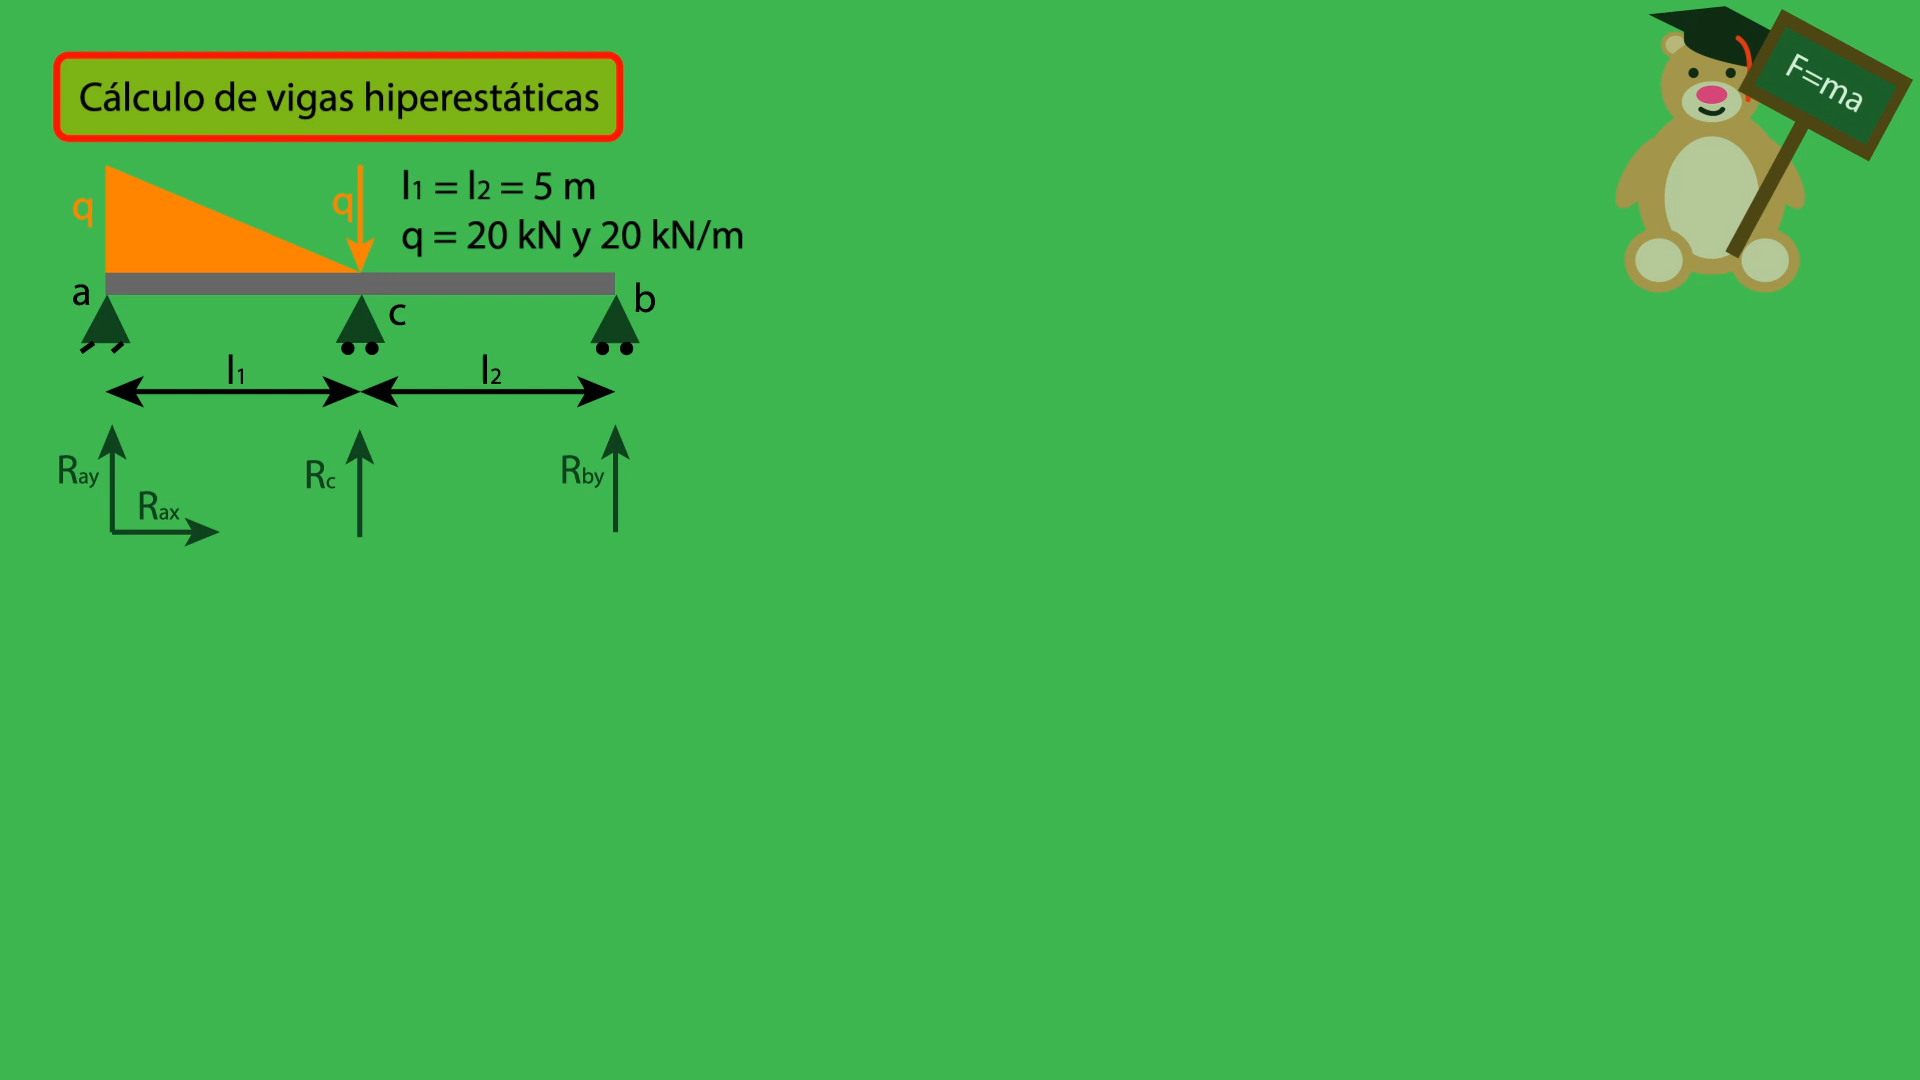 Cálculo de vigas hiperestáticas
F=ma
q
q
l₁ = l₂ = 5 m
q = 20 kN y 20 kN/m
a
c
b
l₁
l₂
Ray
Rax
Rc
Rby